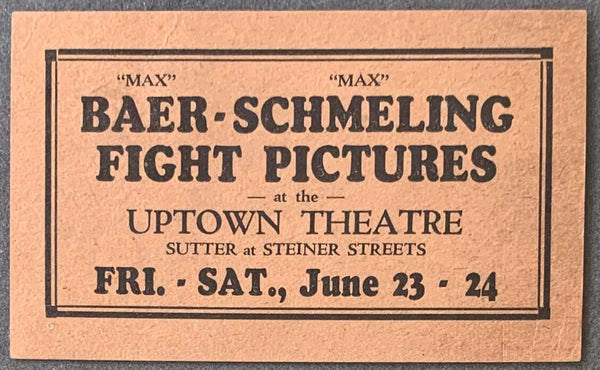 "MAX" "MAX"
BAER-SCHMELING
FIGHT PICTURES
— at the —
UPTOWN THEATRE
SUTTER at STEINER STREETS
FRI. - SAT., June 23 - 24